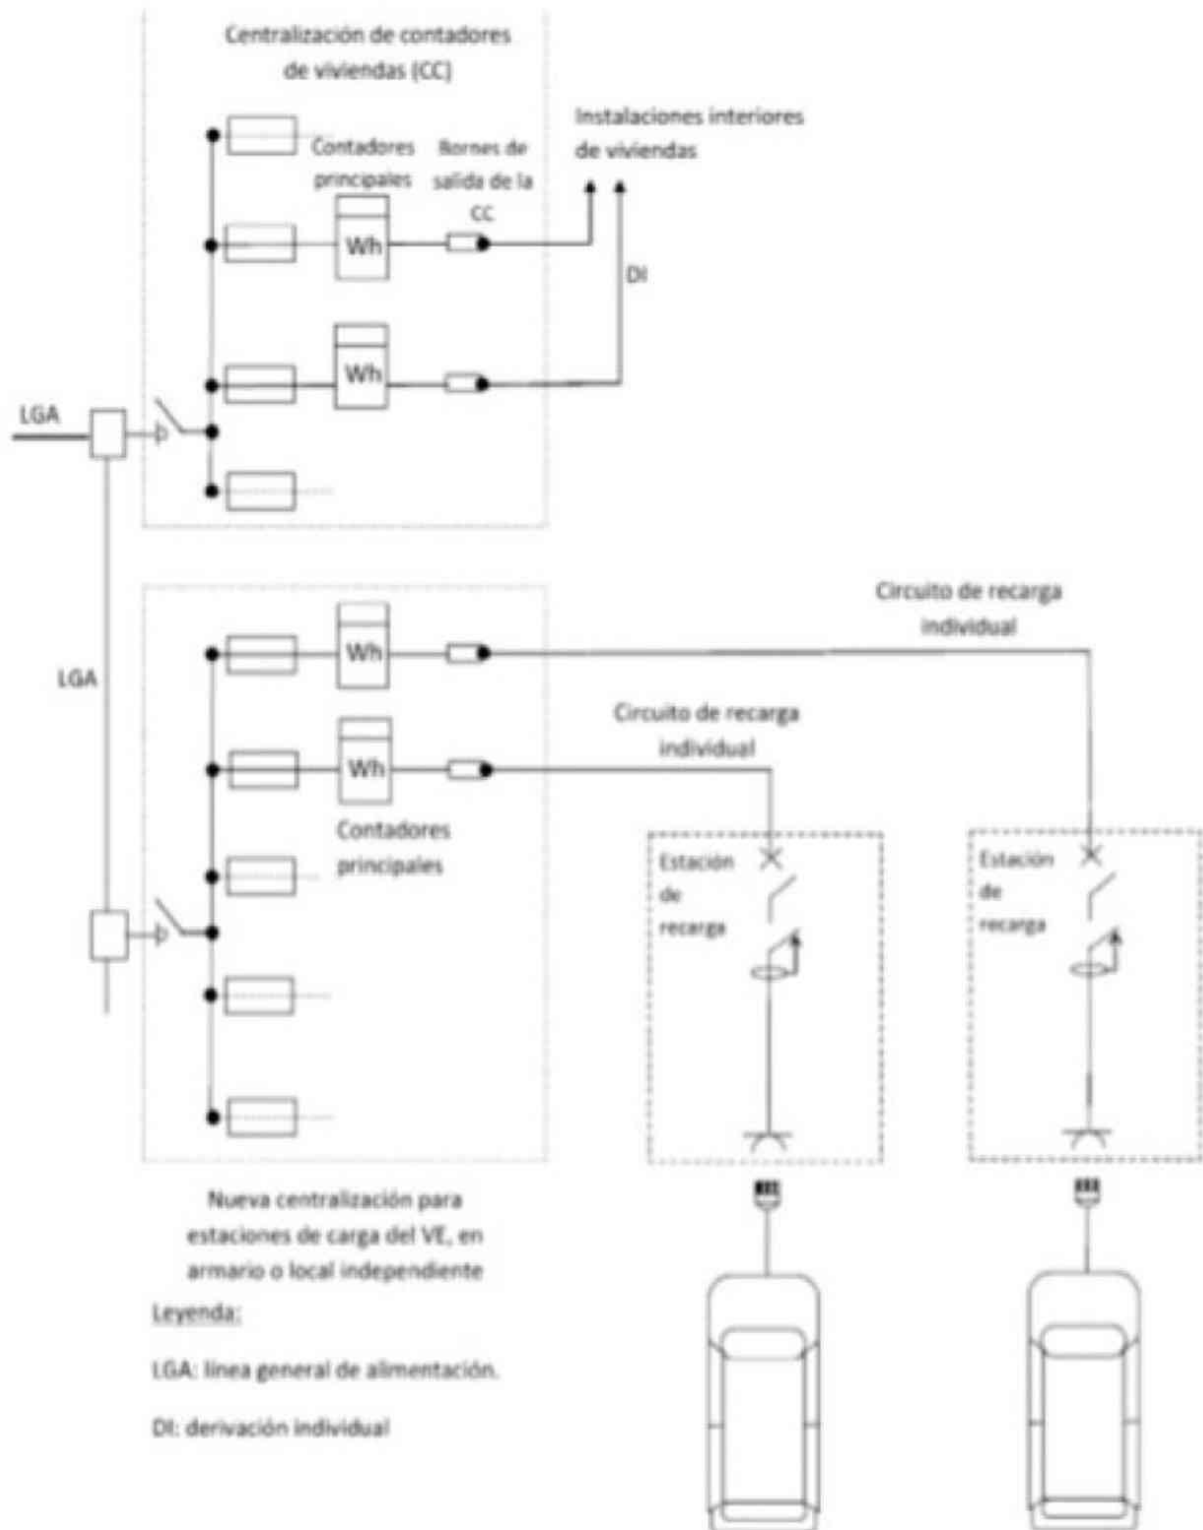 Centralización de contadores
de viviendas (CC)
Instalaciones interiores
de viviendas
Contadores
principales
Bornes de
salida de la
CC
Wh
DI
Wh
LGA
LGA
Circuito de recarga
individual
Wh
Circuito de recarga
individual
Wh
Contadores
principales
Estación
de
recarga
Estación
de
recarga
Nueva centralización para
estaciones de carga del VE, en
armario o local independiente
Leyenda:
LGA: línea general de alimentación.
DI: derivación individual